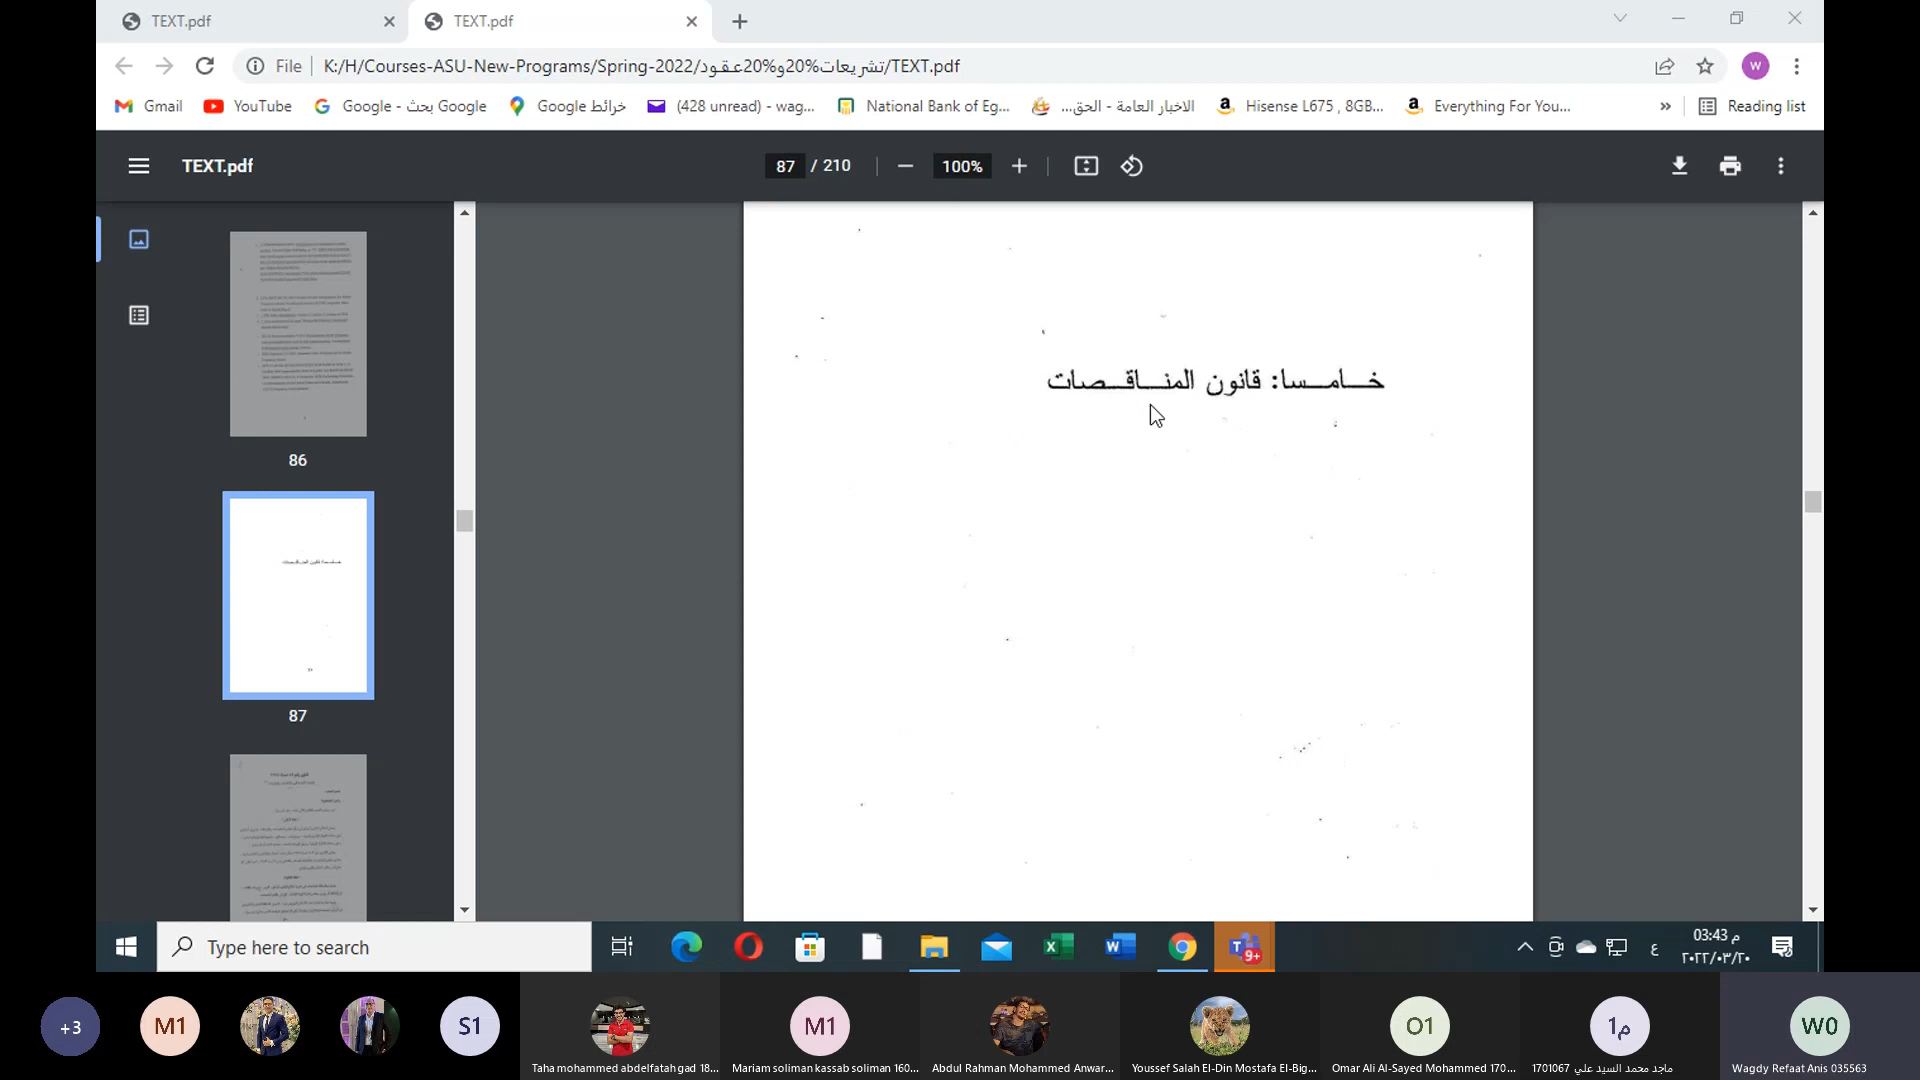 TEXT.pdf
TEXT.pdf
File
K:/H/Courses-ASU-New-Programs/Spring-2022/تشريعات%20و%20عقود/TEXT.pdf
Gmail
YouTube
Google - بحث Google
خرائط Google
(428 unread) - wag...
National Bank of Eg...
الاخبار العامة - الحق...
Hisense L675 , 8GB...
Everything For You...
»
Reading list
TEXT.pdf
87 / 210
100%
86
87
خامسا: قانون المناقصات
Type here to search
9+
ع
03:43 م
٢٠٢٢/٠٣/٢٠
+3
M1
S1
Taha mohammed abdelfatah gad 18...
M1
Mariam soliman kassab soliman 160...
Abdul Rahman Mohammed Anwar...
Youssef Salah El-Din Mostafa El-Big...
O1
Omar Ali Al-Sayed Mohammed 170...
م1
ماجد محمد السيد علي 1701067
W0
Wagdy Refaat Anis 035563